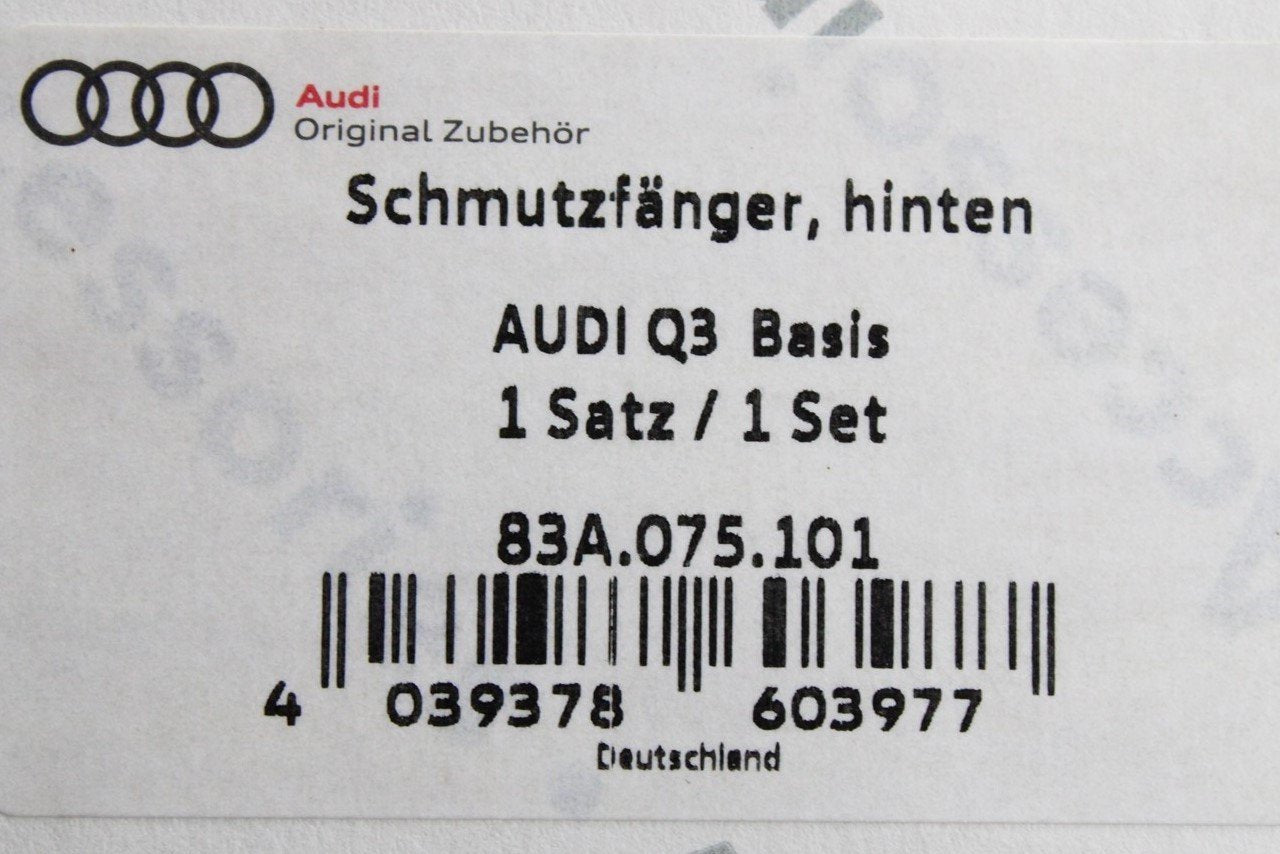 Audi
Original Zubehör
Schmutzfänger, hinten
AUDI Q3 Basis
1 Satz / 1 Set
83A.075.101
4 039378 603977
Deutschland